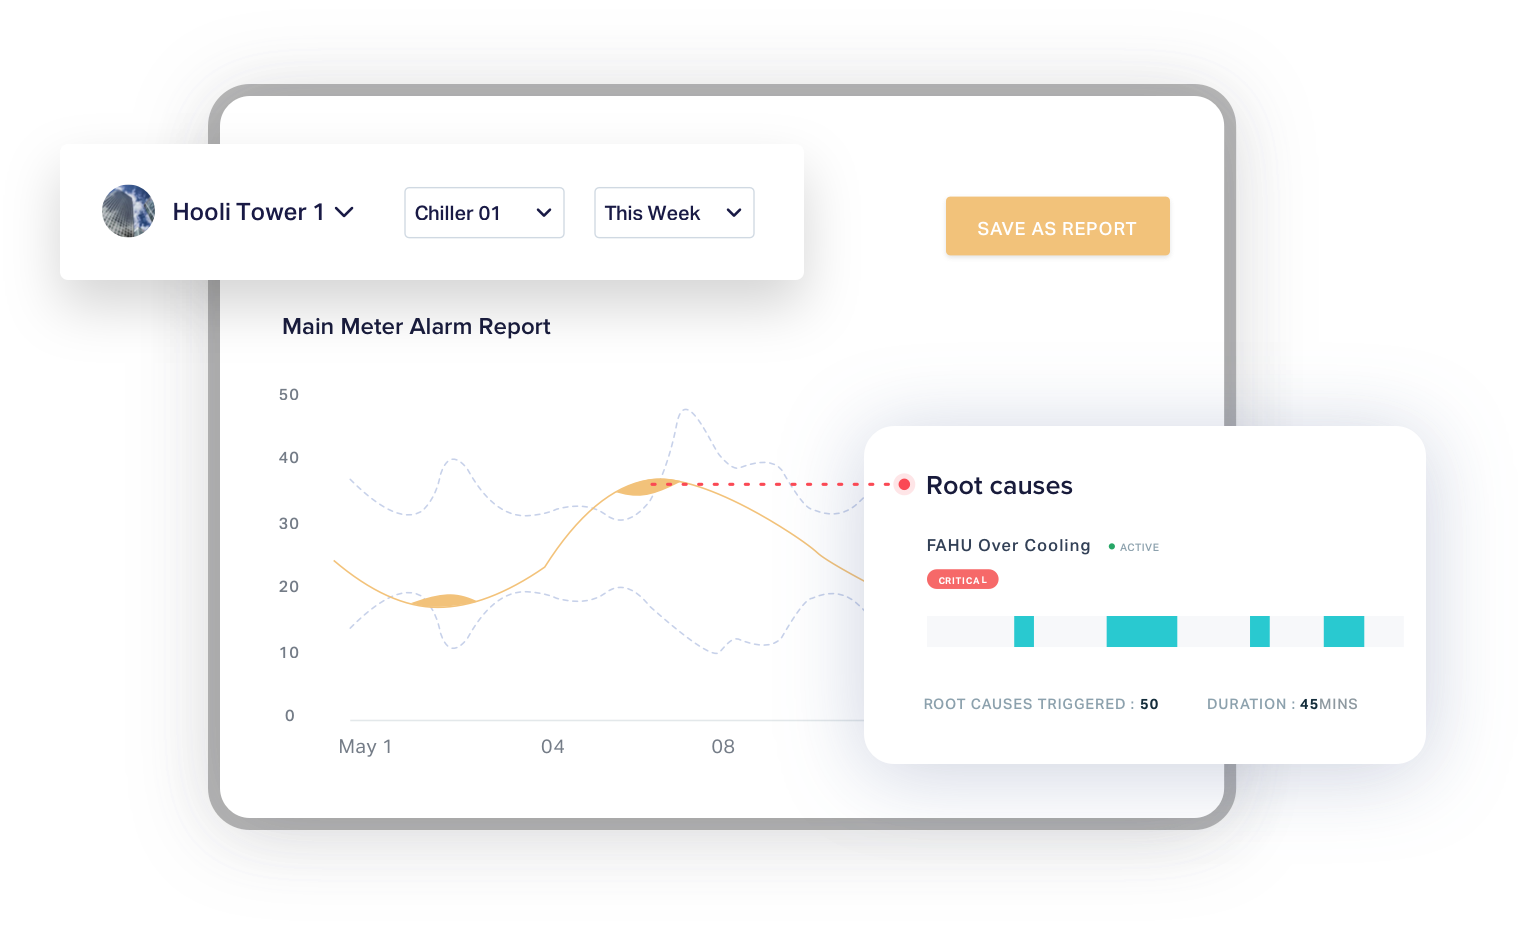 Hooli Tower 1
Chiller 01
This Week
SAVE AS REPORT
Main Meter Alarm Report
50
40
30
20
10
0
May 1
04
08
Root causes
FAHU Over Cooling
ACTIVE
CRITICAL
ROOT CAUSES TRIGGERED : 50
DURATION : 45MINS